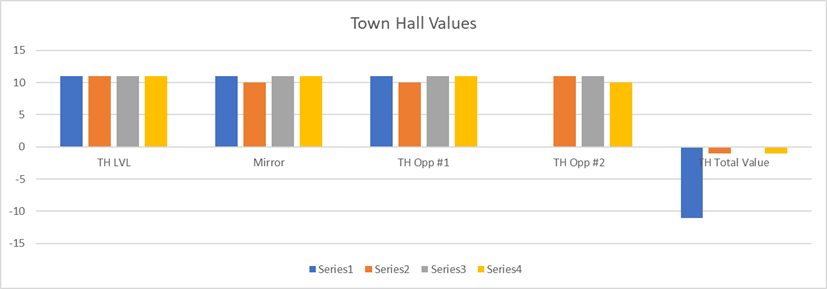 Town Hall Values
15
10
5
0
-5
-10
-15
TH LVL Mirror TH Opp #1 TH Opp #2 TH Total Value
Series1 Series2 Series3 Series4